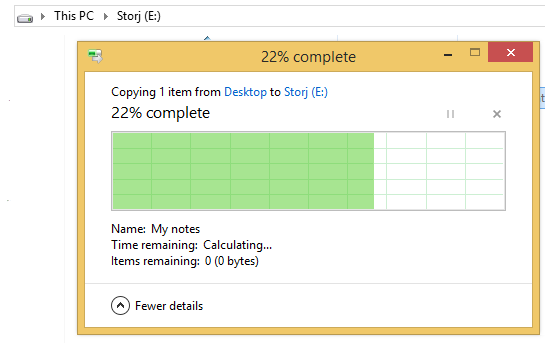 This PC Storj (E:)
22% complete
Copying 1 item from Desktop to Storj (E:)
22% complete
Name: My notes
Time remaining: Calculating...
Items remaining: 0 (0 bytes)
Fewer details